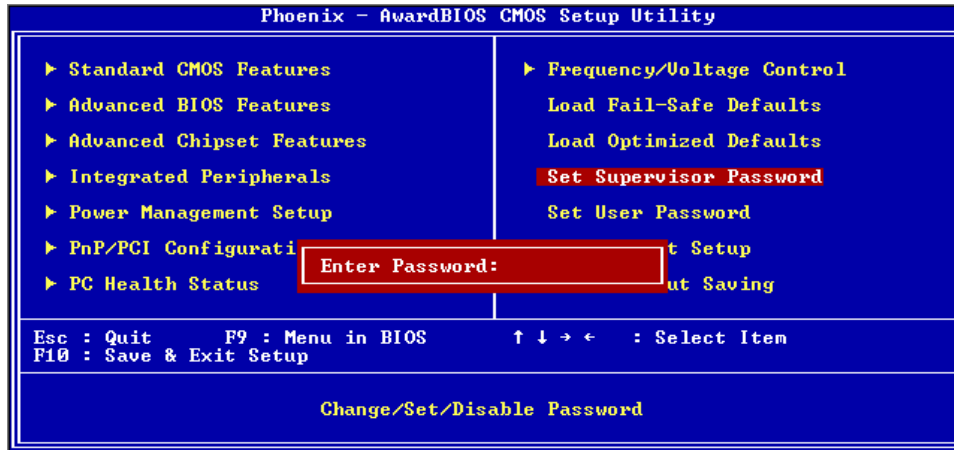 Phoenix - AwardBIOS CMOS Setup Utility
Standard CMOS Features
Advanced BIOS Features
Advanced Chipset Features
Integrated Peripherals
Power Management Setup
PnP/PCI Configurati
PC Health Status
Frequency/Voltage Control
Load Fail-Safe Defaults
Load Optimized Defaults
Set Supervisor Password
Set User Password
t Setup
ut Saving
Enter Password:
Esc : Quit F9 : Menu in BIOS ↑ ↓ → ← : Select Item
F10 : Save & Exit Setup
Change/Set/Disable Password